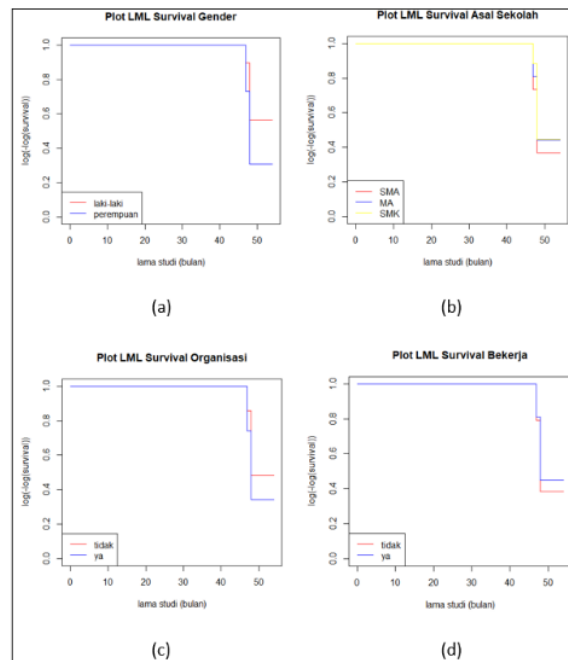 Plot LML Survival Gender
log(-log(survival))
0.0 0.2 0.4 0.6 0.8 1.0
laki-laki
perempuan
0 10 20 30 40 50
lama studi (bulan)
(a)
Plot LML Survival Asal Sekolah
log(-log(survival))
0.0 0.2 0.4 0.6 0.8 1.0
SMA
MA
SMK
0 10 20 30 40 50
lama studi (bulan)
(b)
Plot LML Survival Organisasi
log(-log(survival))
0.0 0.2 0.4 0.6 0.8 1.0
tidak
ya
0 10 20 30 40 50
lama studi (bulan)
(c)
Plot LML Survival Bekerja
log(-log(survival))
0.0 0.2 0.4 0.6 0.8 1.0
tidak
ya
0 10 20 30 40 50
lama studi (bulan)
(d)